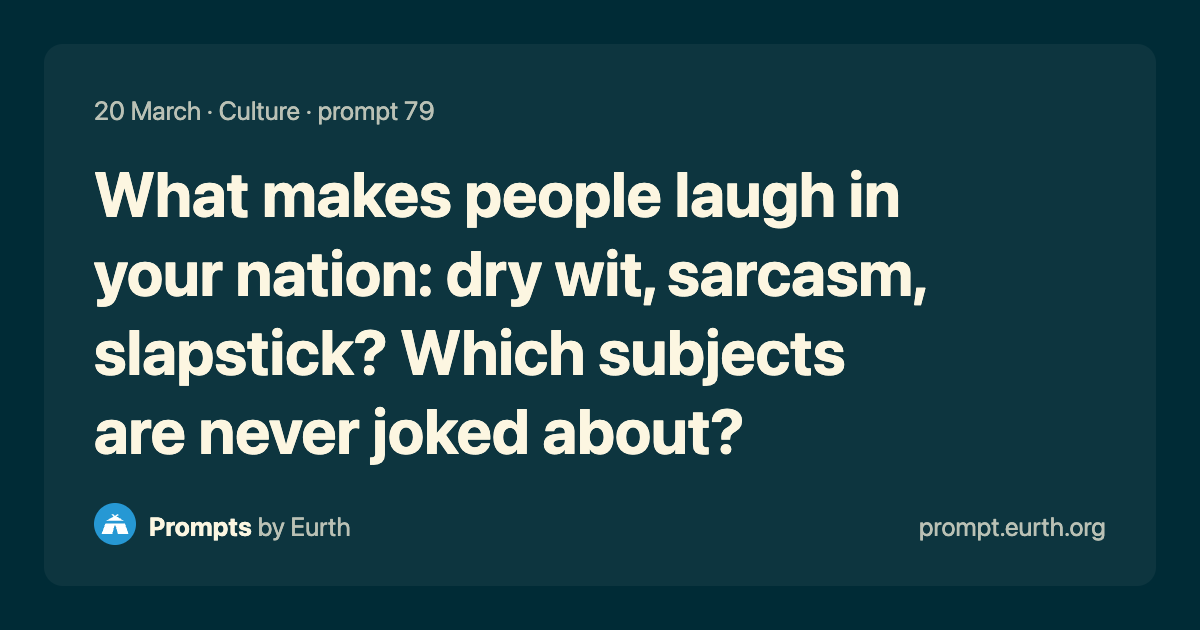 20 March · Culture · prompt 79
What makes people laugh in
your nation: dry wit, sarcasm,
slapstick? Which subjects
are never joked about?
Prompts by Eurth
prompt.eurth.org